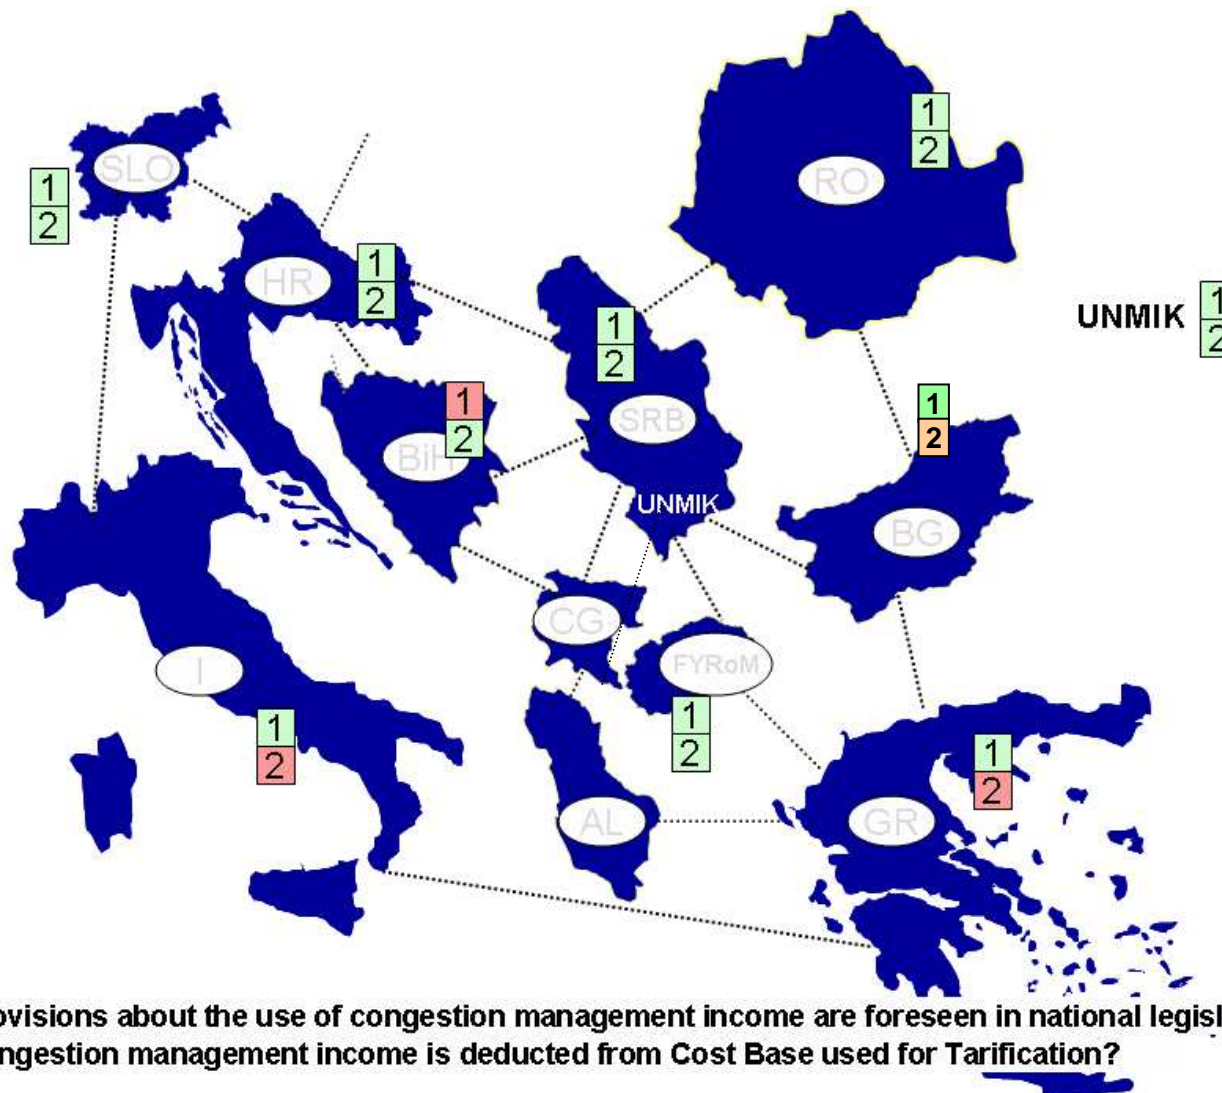 1
2
SLO
1
2
RO
HR
1
2
1
2
UNMIK
1
2
SRB
1
2
BiH
1
2
UNMIK
BG
CG
FYRoM
I
1
2
1
2
1
2
AL
GR
ovisions about the use of congestion management income are foreseen in national legisl
ngestion management income is deducted from Cost Base used for Tarification?